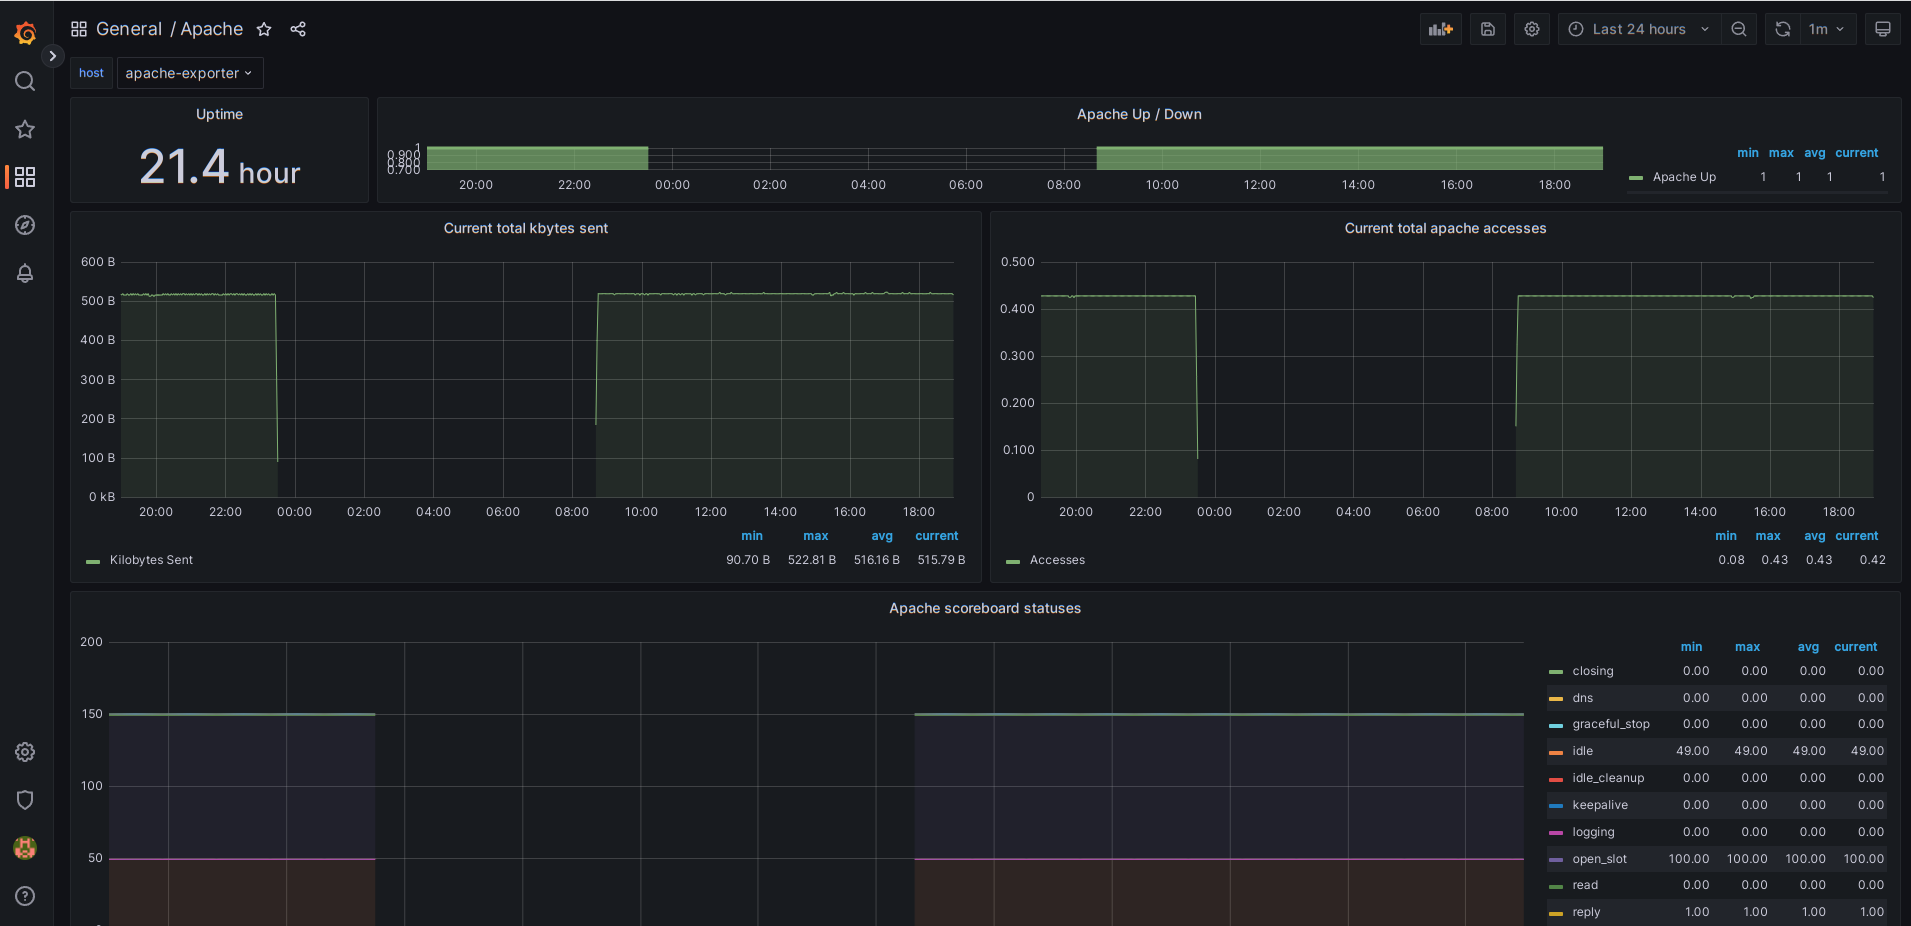 General / Apache
Last 24 hours
1m
host
apache-exporter
Uptime
21.4 hour
Apache Up / Down
1
0.900
0.800
0.700
20:00 22:00 00:00 02:00 04:00 06:00 08:00 10:00 12:00 14:00 16:00 18:00
min max avg current
Apache Up 1 1 1 1
Current total kbytes sent
600 B
500 B
400 B
300 B
200 B
100 B
0 kB
20:00 22:00 00:00 02:00 04:00 06:00 08:00 10:00 12:00 14:00 16:00 18:00
min max avg current
Kilobytes Sent 90.70 B 522.81 B 516.16 B 515.79 B
Current total apache accesses
0.500
0.400
0.300
0.200
0.100
0
20:00 22:00 00:00 02:00 04:00 06:00 08:00 10:00 12:00 14:00 16:00 18:00
min max avg current
Accesses 0.08 0.43 0.43 0.42
Apache scoreboard statuses
200
150
100
50
min max avg current
closing 0.00 0.00 0.00 0.00
dns 0.00 0.00 0.00 0.00
graceful_stop 0.00 0.00 0.00 0.00
idle 49.00 49.00 49.00 49.00
idle_cleanup 0.00 0.00 0.00 0.00
keepalive 0.00 0.00 0.00 0.00
logging 0.00 0.00 0.00 0.00
open_slot 100.00 100.00 100.00 100.00
read 0.00 0.00 0.00 0.00
reply 1.00 1.00 1.00 1.00